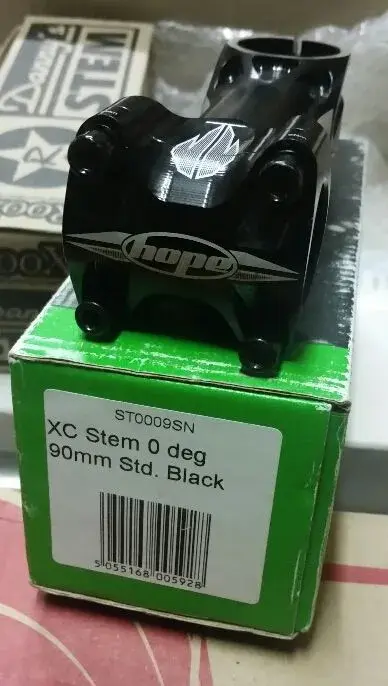 STEM
R
hope
ST0009SN
XC Stem 0 deg
90mm Std. Black
5 055168 005928